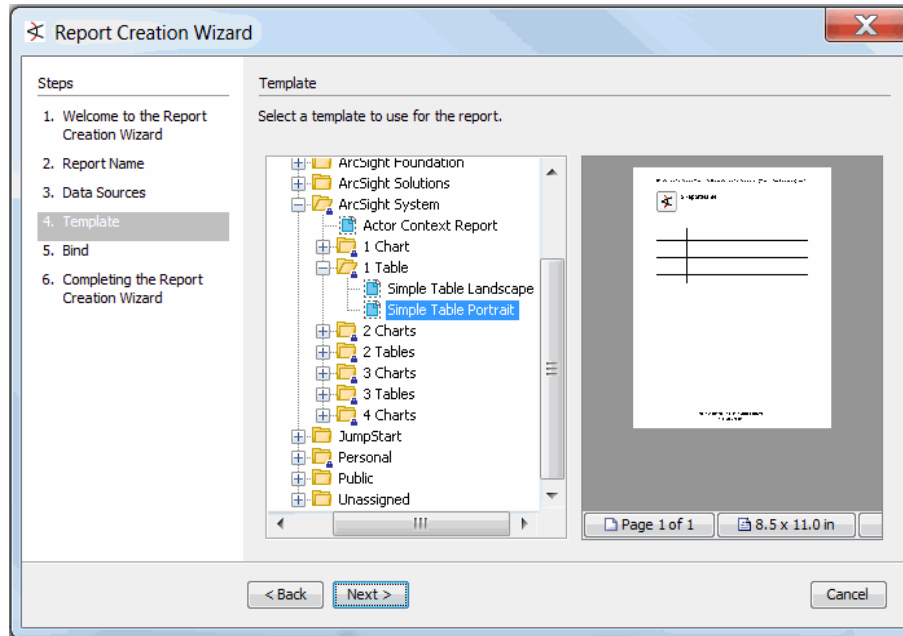 Report Creation Wizard
Steps
1. Welcome to the Report
Creation Wizard
2. Report Name
3. Data Sources
4. Template
5. Bind
6. Completing the Report
Creation Wizard
Template
Select a template to use for the report.
ArcSight Foundation
ArcSight Solutions
ArcSight System
Actor Context Report
1 Chart
1 Table
Simple Table Landscape
Simple Table Portrait
2 Charts
2 Tables
3 Charts
3 Tables
4 Charts
JumpStart
Personal
Public
Unassigned
Page 1 of 1
8.5 x 11.0 in
< Back
Next >
Cancel